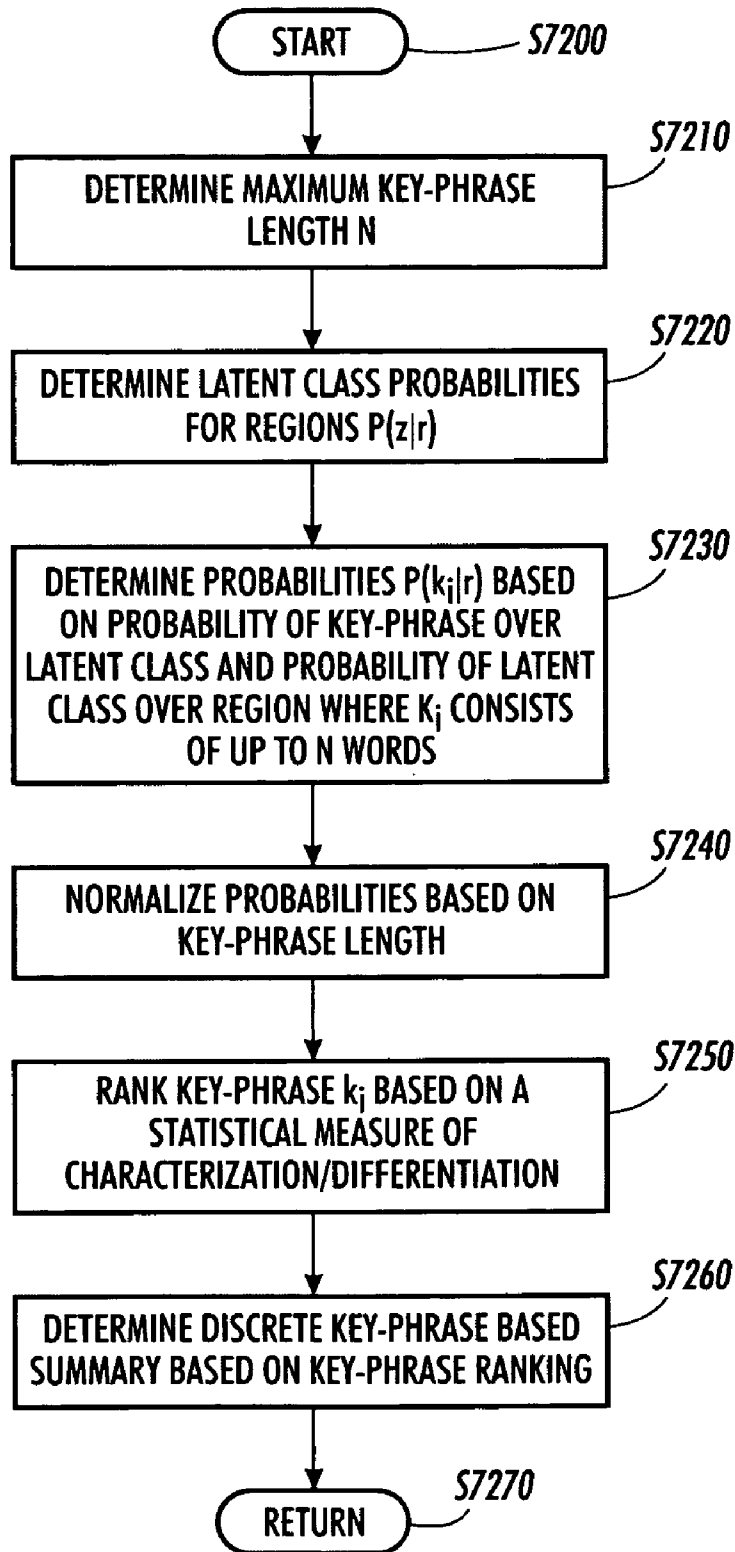 START
S7200
S7210
DETERMINE MAXIMUM KEY-PHRASE
LENGTH N
S7220
DETERMINE LATENT CLASS PROBABILITIES
FOR REGIONS P(z|r)
S7230
DETERMINE PROBABILITIES P(ki|r) BASED
ON PROBABILITY OF KEY-PHRASE OVER
LATENT CLASS AND PROBABILITY OF LATENT
CLASS OVER REGION WHERE Ki CONSISTS
OF UP TO N WORDS
S7240
NORMALIZE PROBABILITIES BASED ON
KEY-PHRASE LENGTH
S7250
RANK KEY-PHRASE ki BASED ON A
STATISTICAL MEASURE OF
CHARACTERIZATION/DIFFERENTIATION
S7260
DETERMINE DISCRETE KEY-PHRASE BASED
SUMMARY BASED ON KEY-PHRASE RANKING
S7270
RETURN